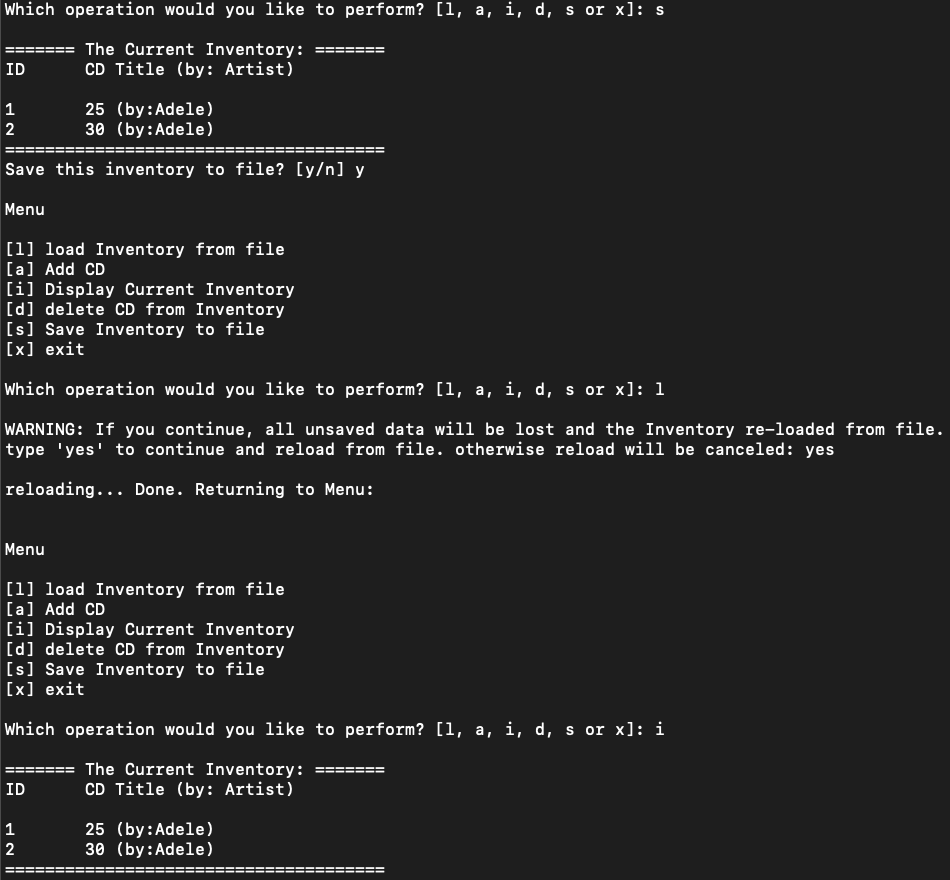 Which operation would you like to perform? [l, a, i, d, s or x]: s
======= The Current Inventory: =======
ID      CD Title (by: Artist)
1       25 (by:Adele)
2       30 (by:Adele)
======================================
Save this inventory to file? [y/n] y
Menu
[l] load Inventory from file
[a] Add CD
[i] Display Current Inventory
[d] delete CD from Inventory
[s] Save Inventory to file
[x] exit
Which operation would you like to perform? [l, a, i, d, s or x]: l
WARNING: If you continue, all unsaved data will be lost and the Inventory re-loaded from file.
type 'yes' to continue and reload from file. otherwise reload will be canceled: yes
reloading... Done. Returning to Menu:
Menu
[l] load Inventory from file
[a] Add CD
[i] Display Current Inventory
[d] delete CD from Inventory
[s] Save Inventory to file
[x] exit
Which operation would you like to perform? [l, a, i, d, s or x]: i
======= The Current Inventory: =======
ID      CD Title (by: Artist)
1       25 (by:Adele)
2       30 (by:Adele)
======================================